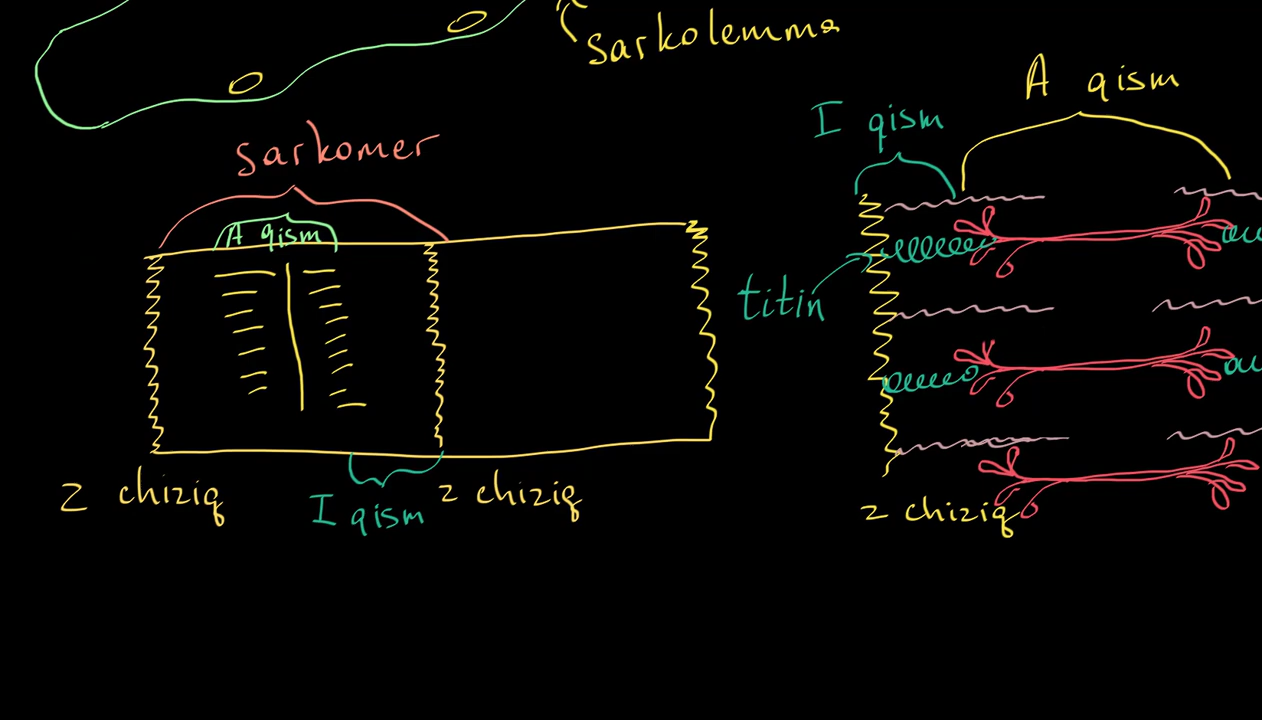 Sarkolemma
A qism
I qism
Sarkomer
A qism
titin
Z chiziq
I qism
Z chiziq
Z chiziq